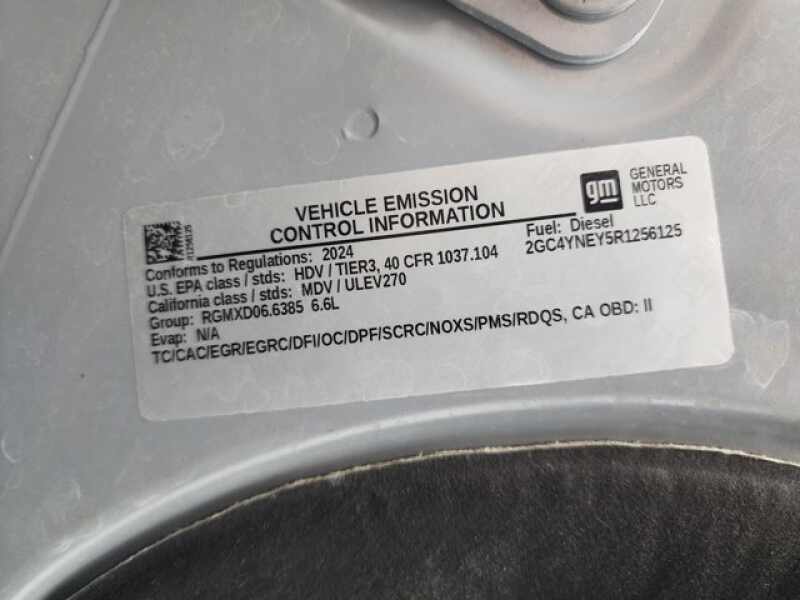 VEHICLE EMISSION
CONTROL INFORMATION
gm
GENERAL
MOTORS
LLC
Conforms to Regulations: 2024
Fuel: Diesel
U.S. EPA class / stds: HDV / TIER3, 40 CFR 1037.104
2GC4YNEY5R1256125
California class / stds: MDV / ULEV270
Group: RGMXD06.6385 6.6L
Evap: N/A
TC/CAC/EGR/EGRC/DFI/OC/DPF/SCRC/NOXS/PMS/RDQS, CA OBD: II